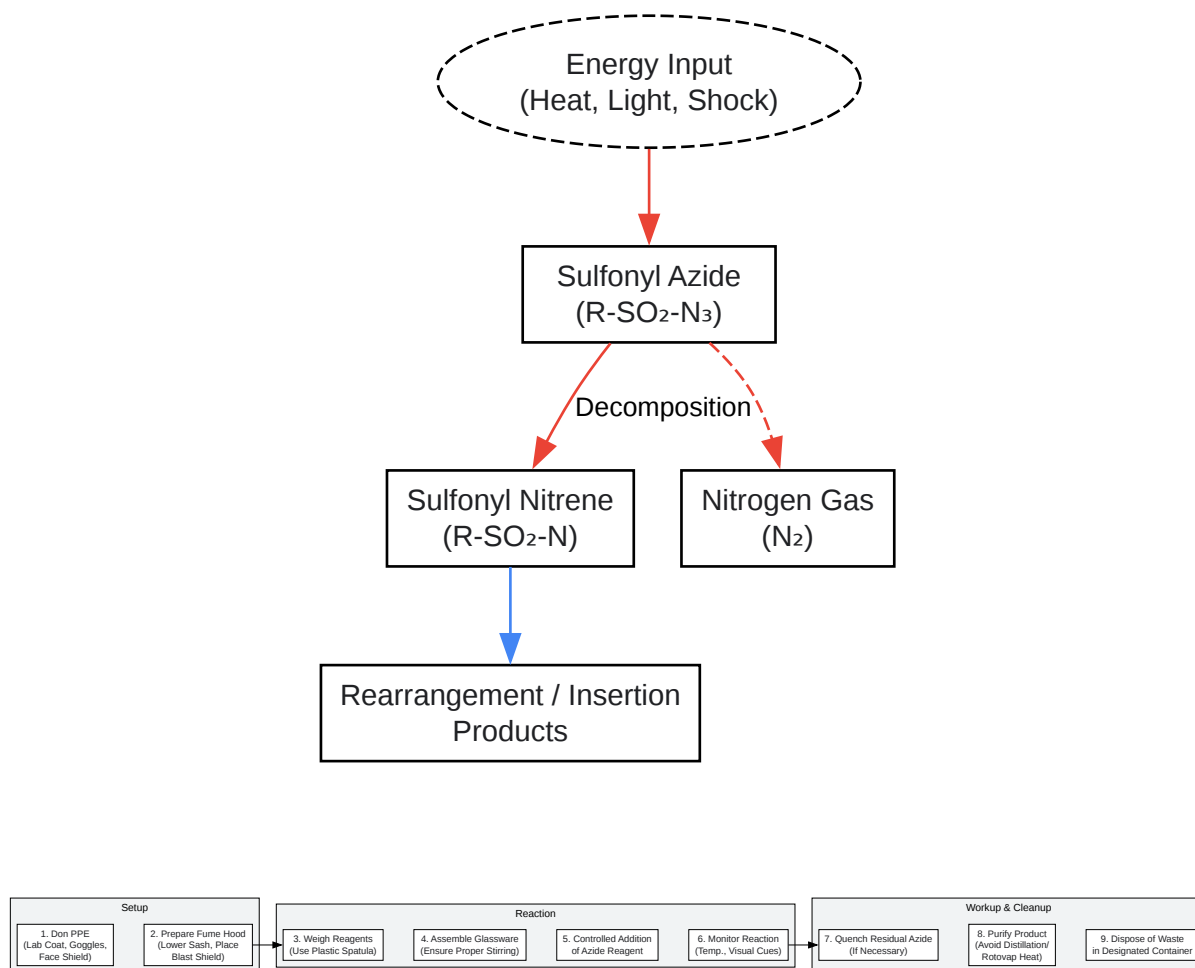 Energy Input
(Heat, Light, Shock)
Sulfonyl Azide
(R-SO₂-N₃)
Decomposition
Sulfonyl Nitrene
(R-SO₂-N)
Nitrogen Gas
(N₂)
Rearrangement / Insertion
Products
Setup
1. Don PPE
(Lab Coat, Goggles,
Face Shield)
2. Prepare Fume Hood
(Lower Sash, Place
Blast Shield)
Reaction
3. Weigh Reagents
(Use Plastic Spatula)
4. Assemble Glassware
(Ensure Proper Stirring)
5. Controlled Addition
of Azide Reagent
6. Monitor Reaction
(Temp., Visual Cues)
Workup & Cleanup
7. Quench Residual Azide
(If Necessary)
8. Purify Product
(Avoid Distillation/
Rotovap Heat)
9. Dispose of Waste
in Designated Container